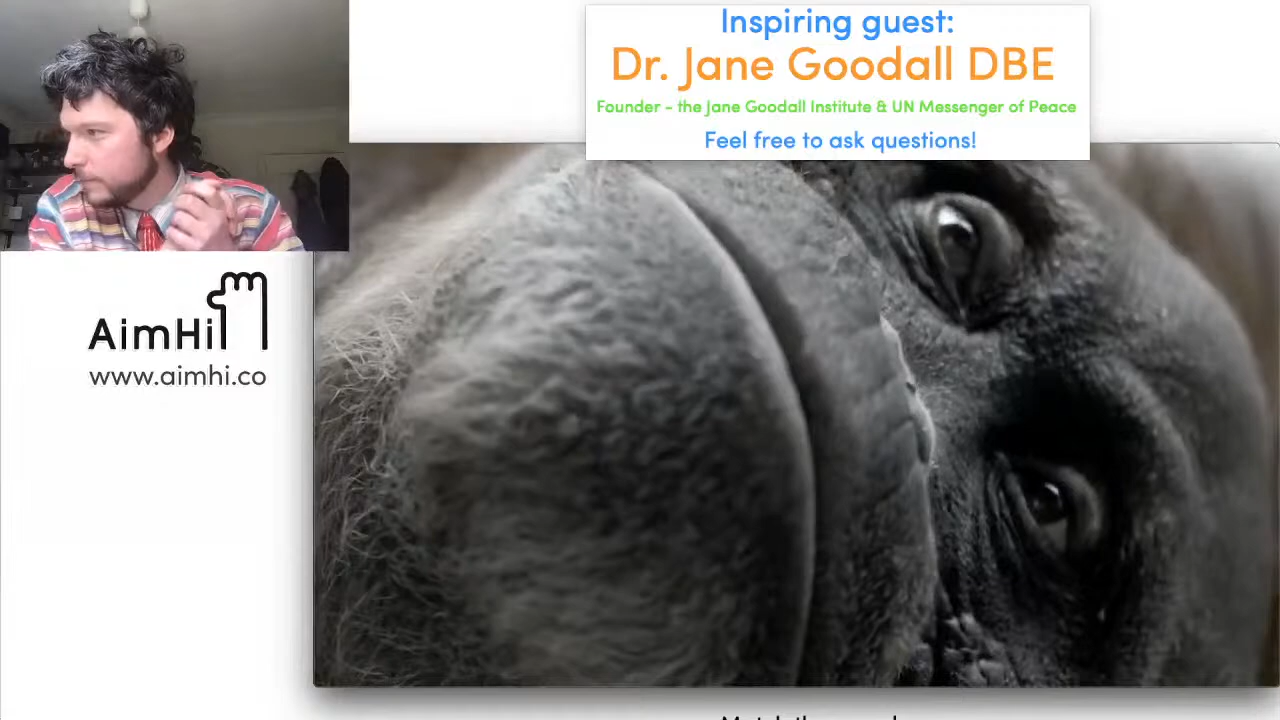 Inspiring guest:
Dr. Jane Goodall DBE
Founder - the Jane Goodall Institute & UN Messenger of Peace
Feel free to ask questions!
AimHi
www.aimhi.co